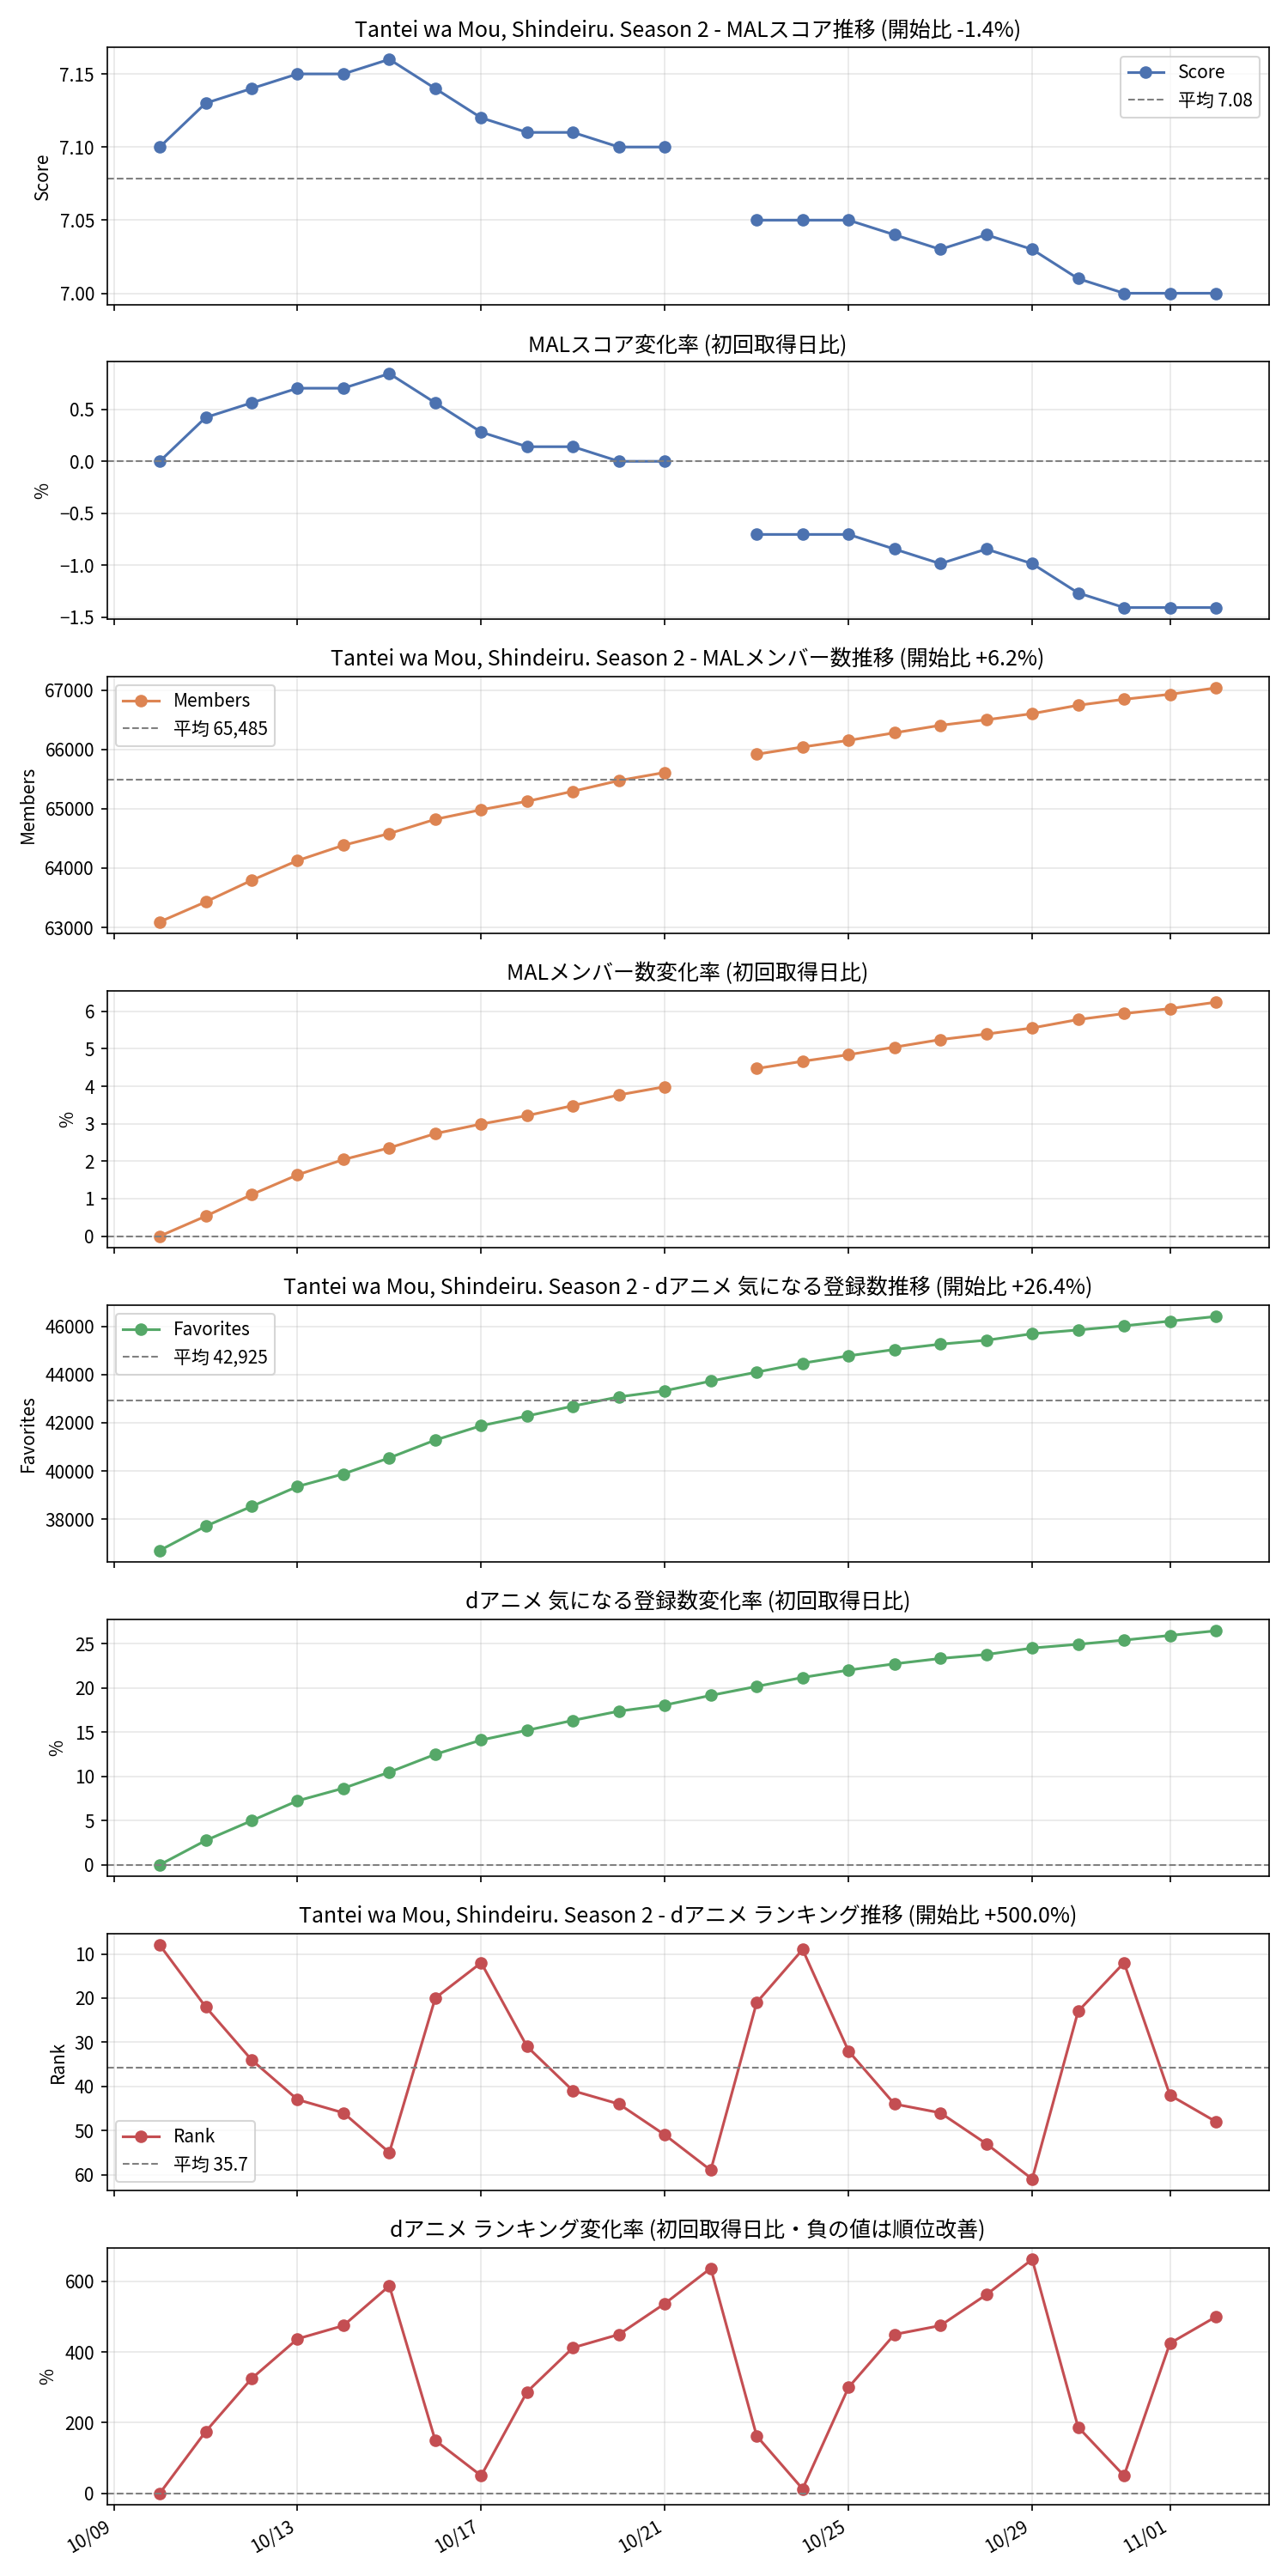 Tantei wa Mou, Shindeiru. Season 2 - MALスコア推移 (開始比 -1.4%)
Score
平均 7.08
Score
7.15
7.10
7.05
7.00
MALスコア変化率 (初回取得日比)
%
0.5
0.0
−0.5
−1.0
−1.5
Tantei wa Mou, Shindeiru. Season 2 - MALメンバー数推移 (開始比 +6.2%)
Members
平均 65,485
Members
67000
66000
65000
64000
63000
MALメンバー数変化率 (初回取得日比)
%
6
5
4
3
2
1
0
Tantei wa Mou, Shindeiru. Season 2 - dアニメ 気になる登録数推移 (開始比 +26.4%)
Favorites
平均 42,925
Favorites
46000
44000
42000
40000
38000
dアニメ 気になる登録数変化率 (初回取得日比)
%
25
20
15
10
5
0
Tantei wa Mou, Shindeiru. Season 2 - dアニメ ランキング推移 (開始比 +500.0%)
Rank
10
20
30
40
50
60
Rank
平均 35.7
dアニメ ランキング変化率 (初回取得日比・負の値は順位改善)
%
600
400
200
0
10/09
10/13
10/17
10/21
10/25
10/29
11/01